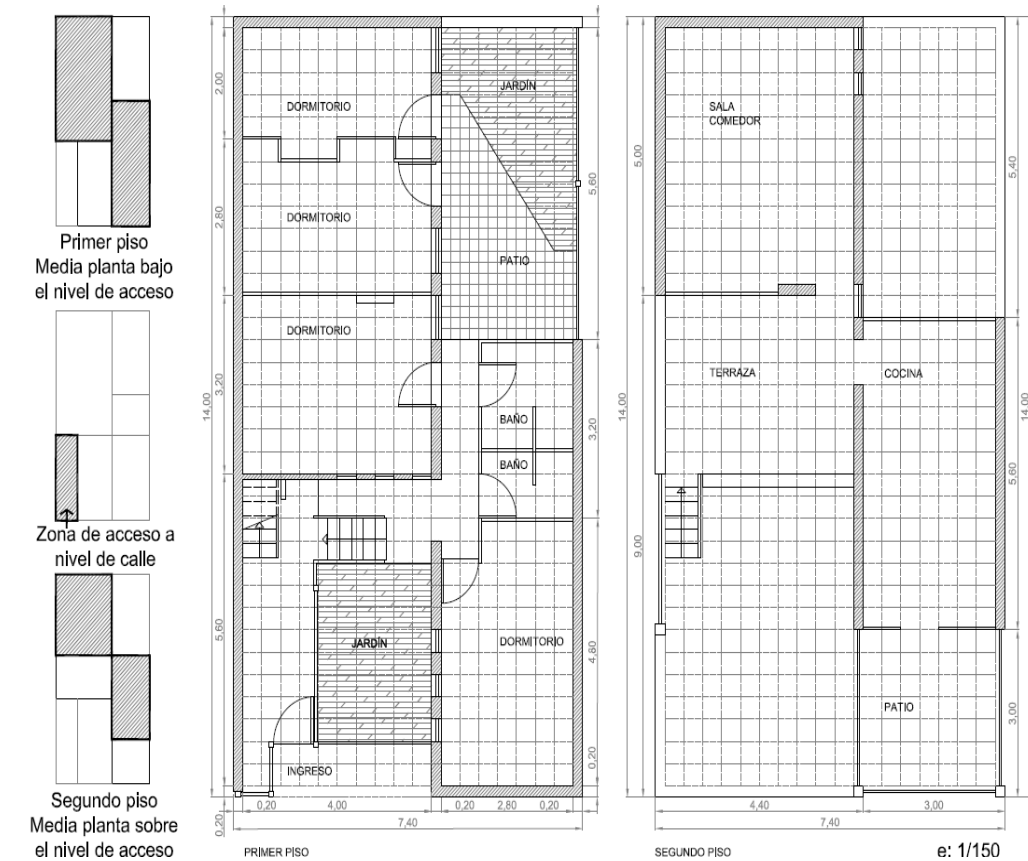 Primer piso
Media planta bajo
el nivel de acceso
Zona de acceso a
nivel de calle
Segundo piso
Media planta sobre
el nivel de acceso
DORMITORIO
JARDÍN
DORMITORIO
PATIO
DORMITORIO
BAÑO
BAÑO
JARDÍN
DORMITORIO
INGRESO
2,00
2,80
3,20
14,00
5,60
0,20
5,60
3,20
4,60
0,20
0,20
4,00
0,20
2,80
0,20
7,40
PRIMER PISO
SALA
COMEDOR
TERRAZA
COCINA
PATIO
5,00
14,00
9,00
5,40
14,00
5,60
3,00
4,40
3,00
7,40
SEGUNDO PISO
e: 1/150